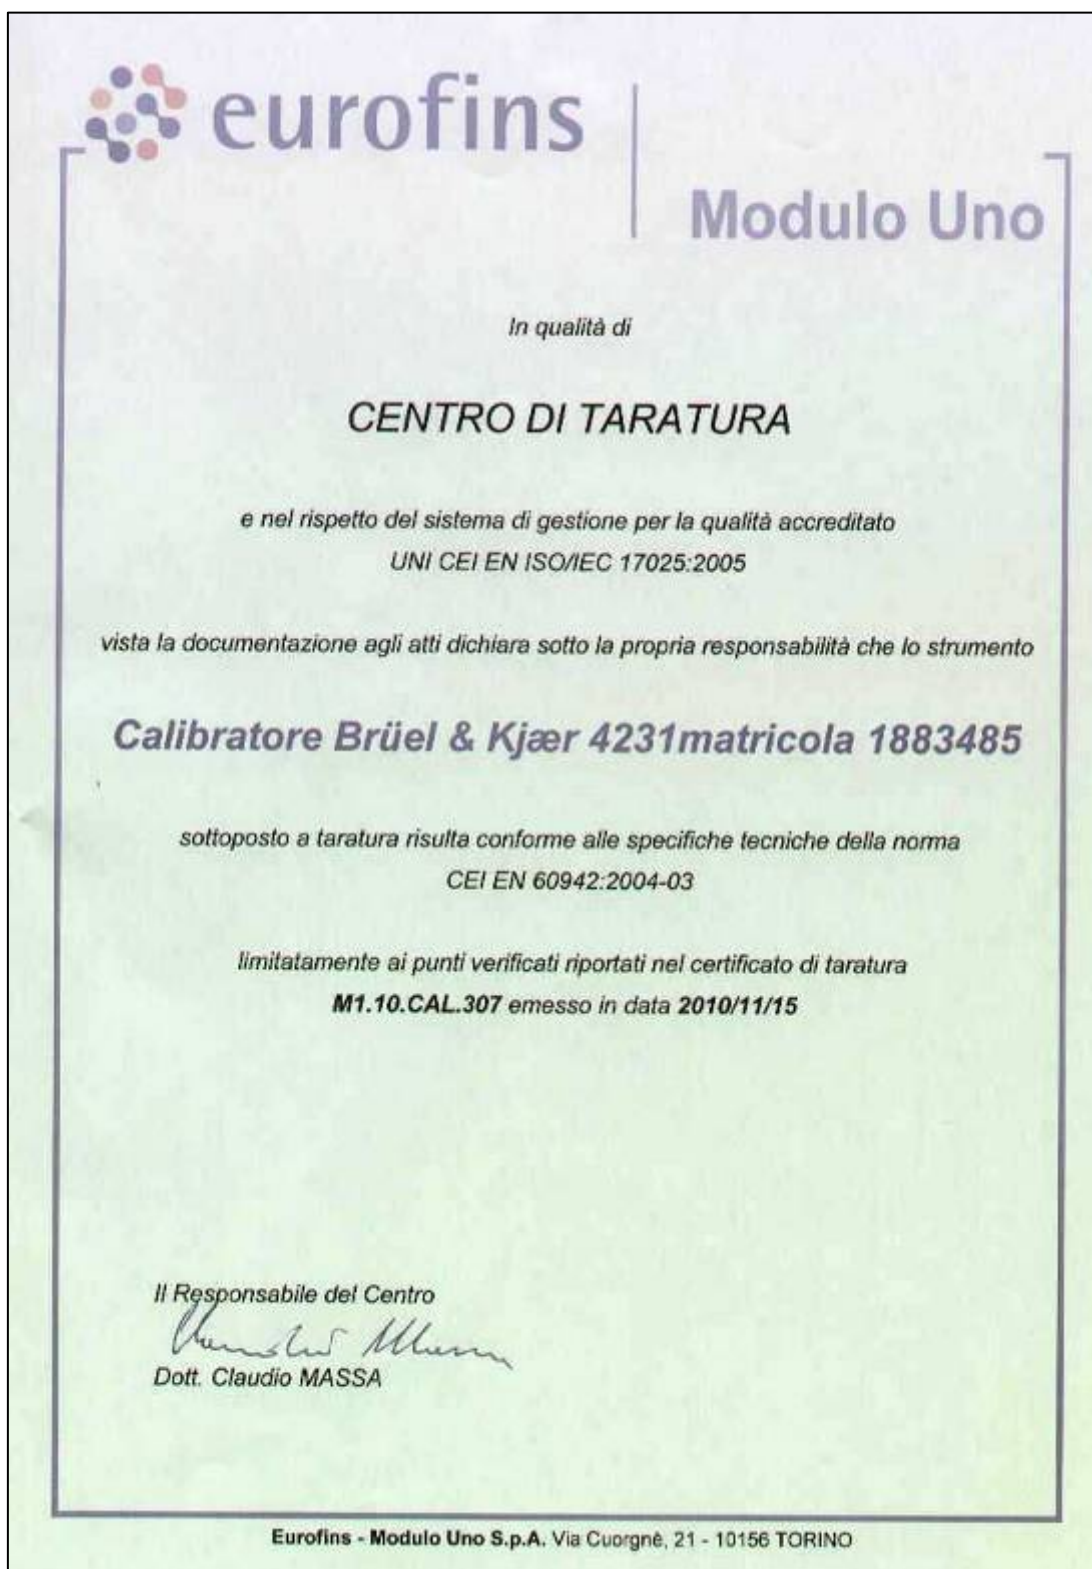 eurofins
Modulo Uno
In qualità di
CENTRO DI TARATURA
e nel rispetto del sistema di gestione per la qualità accreditato
UNI CEI EN ISO/IEC 17025:2005
vista la documentazione agli atti dichiara sotto la propria responsabilità che lo strumento
Calibratore Brüel & Kjær 4231matricola 1883485
sottoposto a taratura risulta conforme alle specifiche tecniche della norma
CEI EN 60942:2004-03
limitatamente ai punti verificati riportati nel certificato di taratura
M1.10.CAL.307 emesso in data 2010/11/15
Il Responsabile del Centro
Dott. Claudio MASSA
Eurofins - Modulo Uno S.p.A. Via Cuorgnè, 21 - 10156 TORINO